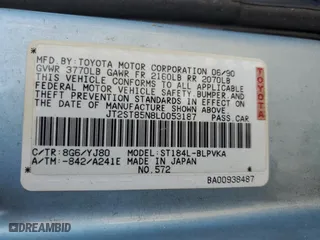 MFD.BY: TOYOTA MOTOR CORPORATION 06/90
GVWR 3770LB GAWR FR 2160LB RR 2070LB
THIS VEHICLE CONFORMS TO ALL APPLICABLE
FEDERAL MOTOR VEHICLE SAFETY, BUMPER,
AND THEFT PREVENTION STANDARDS IN EFFECT
ON THE DATE OF MANUFACTURE SHOWN ABOVE.
JT2ST85N8L0053187 PASS.CAR
TOYOTA
C/TR: 8G6/YJ80 MODEL: ST184L-BLPVKA
A/TM: -842/A241E MADE IN JAPAN
NO.572
BA00938487